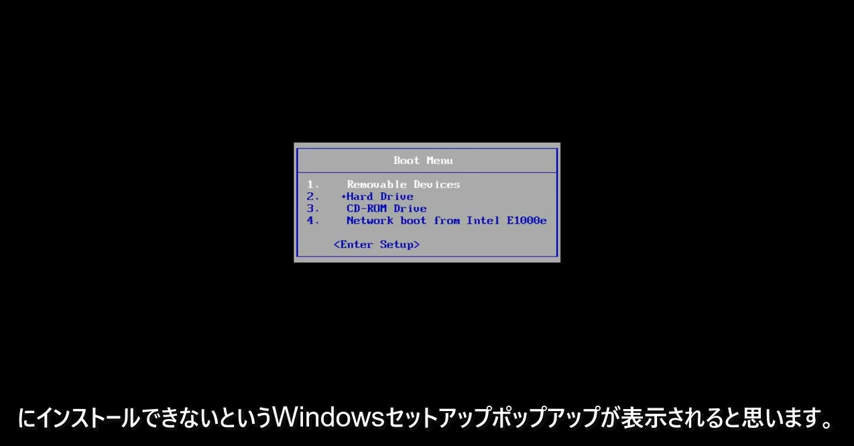 Boot Menu
1. Removable Devices
2. +Hard Drive
3. CD-ROM Drive
4. Network boot from Intel E1000e
<Enter Setup>
にインストールできないというWindowsセットアップポップアップが表示されると思います。